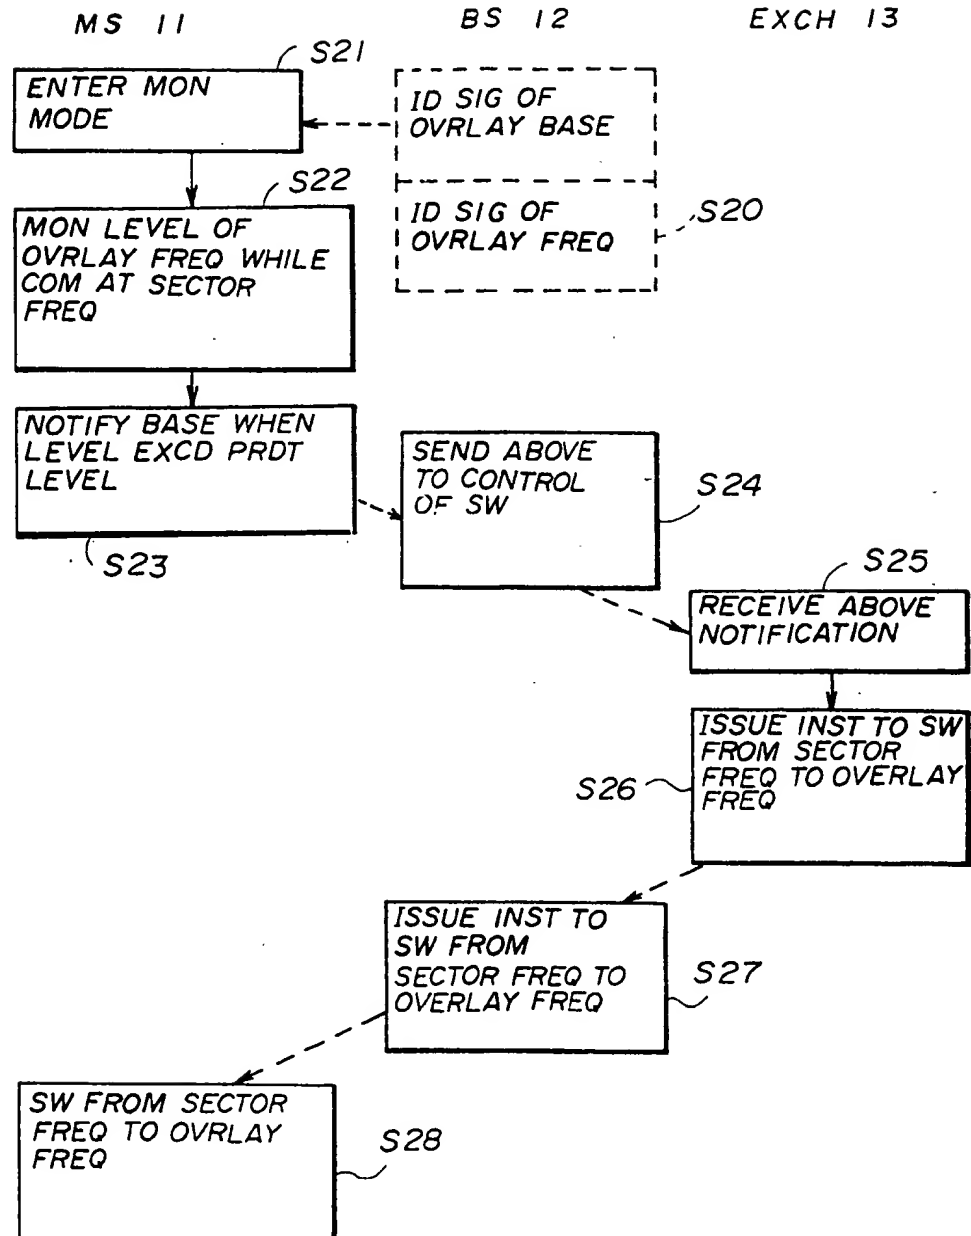 MS 11
BS 12
EXCH 13
S21
ENTER MON
MODE
ID SIG OF
OVRLAY BASE
ID SIG OF
OVRLAY FREQ
S20
S22
MON LEVEL OF
OVRLAY FREQ WHILE
COM AT SECTOR
FREQ
NOTIFY BASE WHEN
LEVEL EXCD PRDT
LEVEL
S23
SEND ABOVE
TO CONTROL
OF SW
S24
S25
RECEIVE ABOVE
NOTIFICATION
ISSUE INST TO SW
FROM SECTOR
FREQ TO OVERLAY
FREQ
S26
ISSUE INST TO
SW FROM
SECTOR FREQ TO
OVERLAY FREQ
S27
SW FROM SECTOR
FREQ TO OVRLAY
FREQ
S28